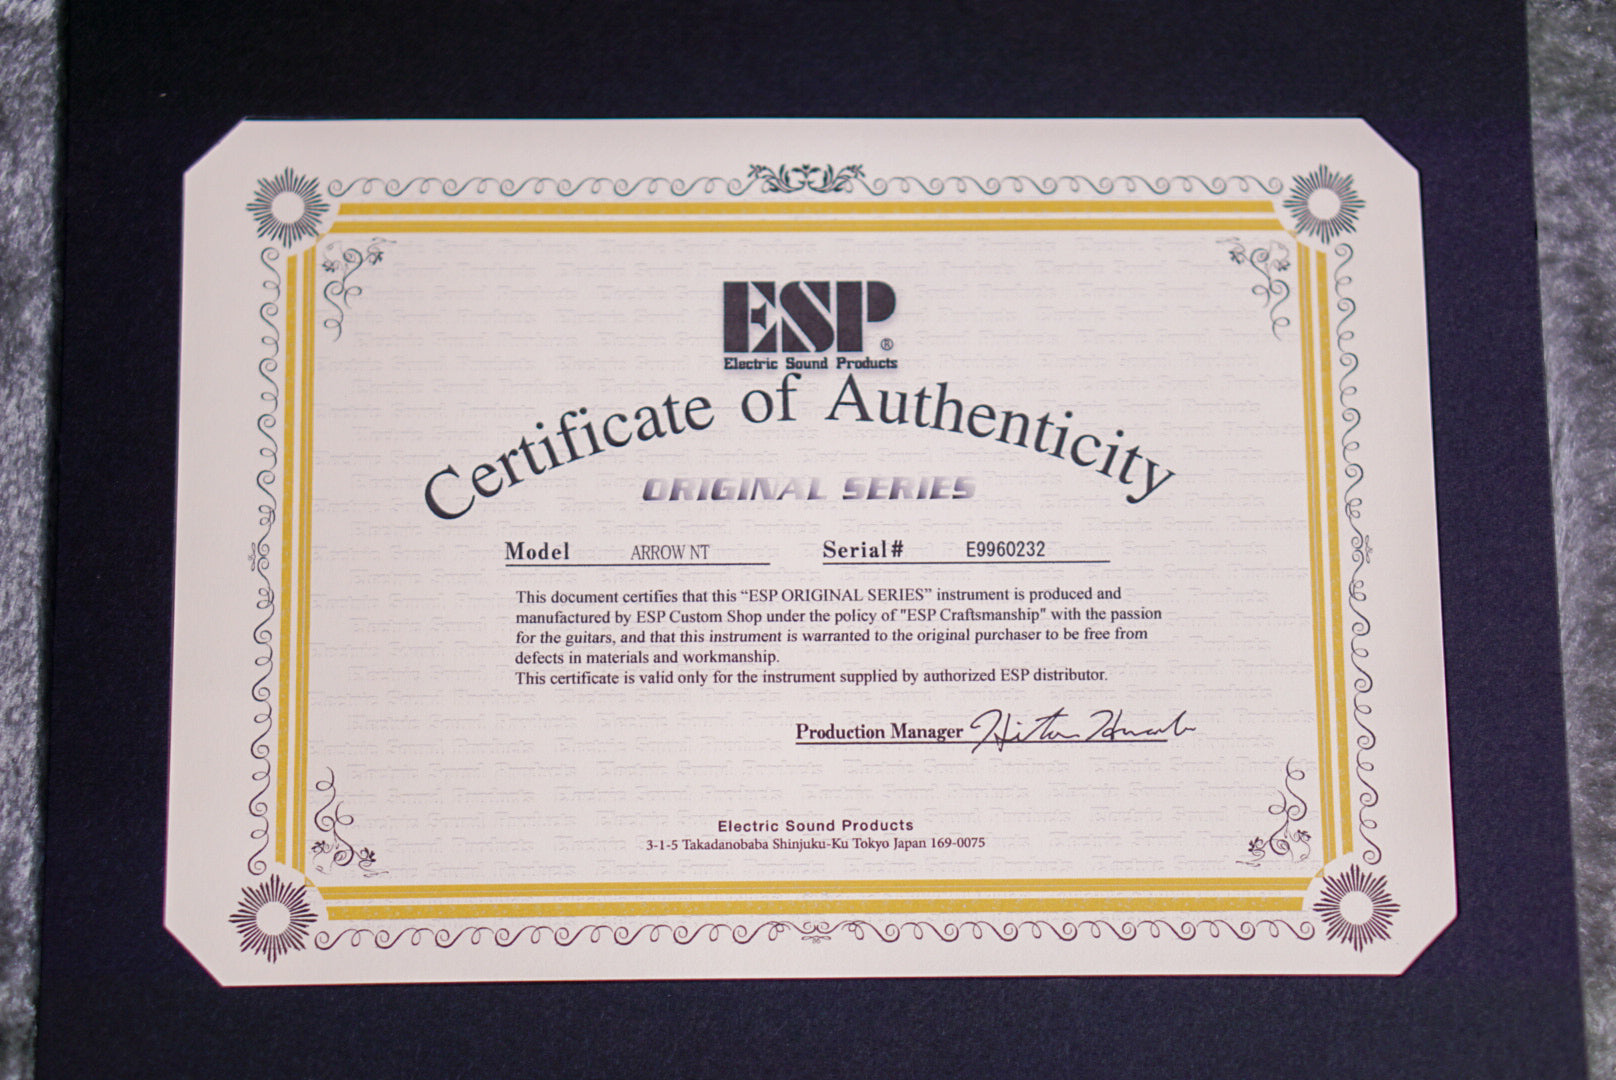 ESP®
Electric Sound Products
Certificate of Authenticity
ORIGINAL SERIES
Model ARROW NT Serial# E9960232
This document certifies that this “ESP ORIGINAL SERIES” instrument is produced and
manufactured by ESP Custom Shop under the policy of "ESP Craftsmanship" with the passion
for the guitars, and that this instrument is warranted to the original purchaser to be free from
defects in materials and workmanship.
This certificate is valid only for the instrument supplied by authorized ESP distributor.
Production Manager
Electric Sound Products
3-1-5 Takadanobaba Shinjuku-Ku Tokyo Japan 169-0075